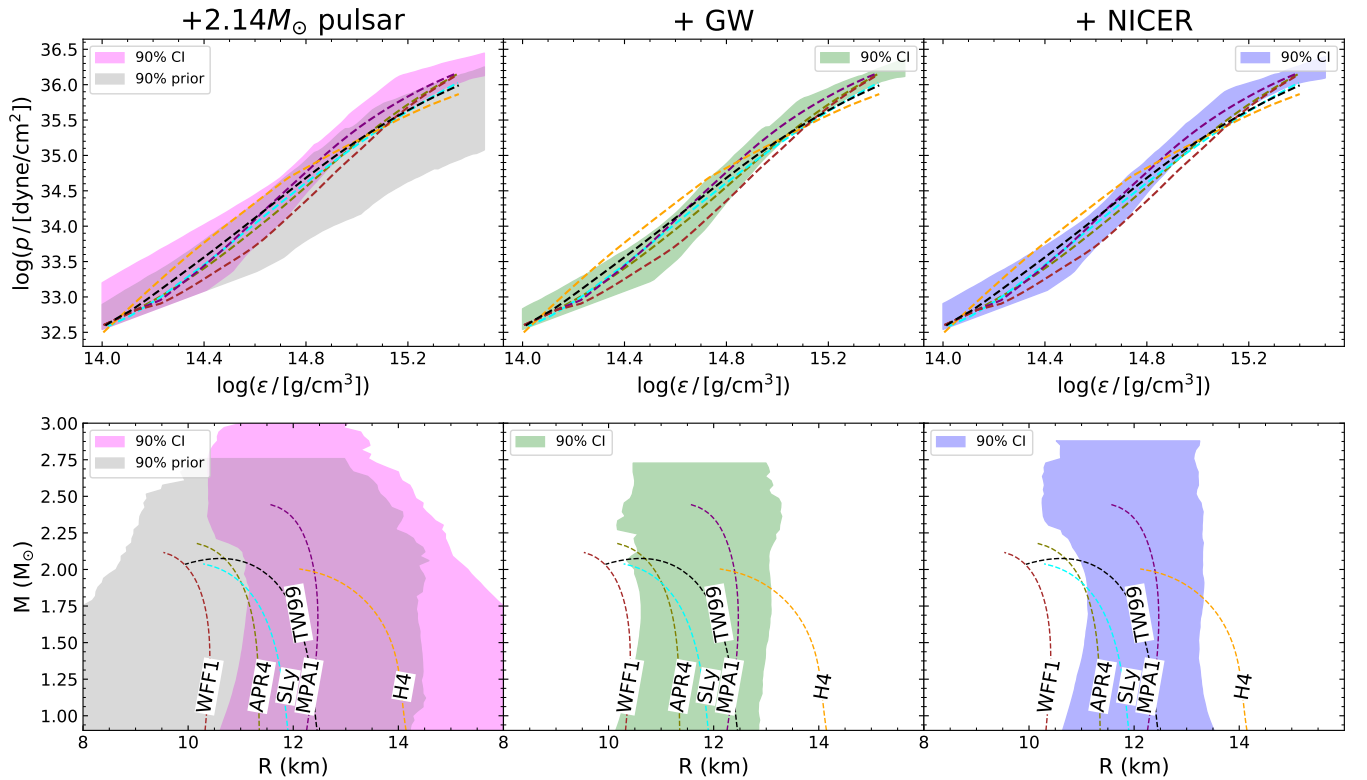 +2.14M☉ pulsar
+ GW
+ NICER
90% CI
90% prior
90% CI
90% CI
log(p / [dyne/cm²])
36.5
36.0
35.5
35.0
34.5
34.0
33.5
33.0
32.5
14.0 14.4 14.8 15.2
14.0 14.4 14.8 15.2
14.0 14.4 14.8 15.2
log(ε / [g/cm³])
log(ε / [g/cm³])
log(ε / [g/cm³])
90% CI
90% prior
90% CI
90% CI
M (M☉)
3.00
2.75
2.50
2.25
2.00
1.75
1.50
1.25
1.00
WFF1
APR4
SLy
MPA1
TW99
H4
WFF1
APR4
SLy
MPA1
TW99
H4
WFF1
APR4
SLy
MPA1
TW99
H4
8 10 12 14 8
10 12 14 8
10 12 14
R (km)
R (km)
R (km)